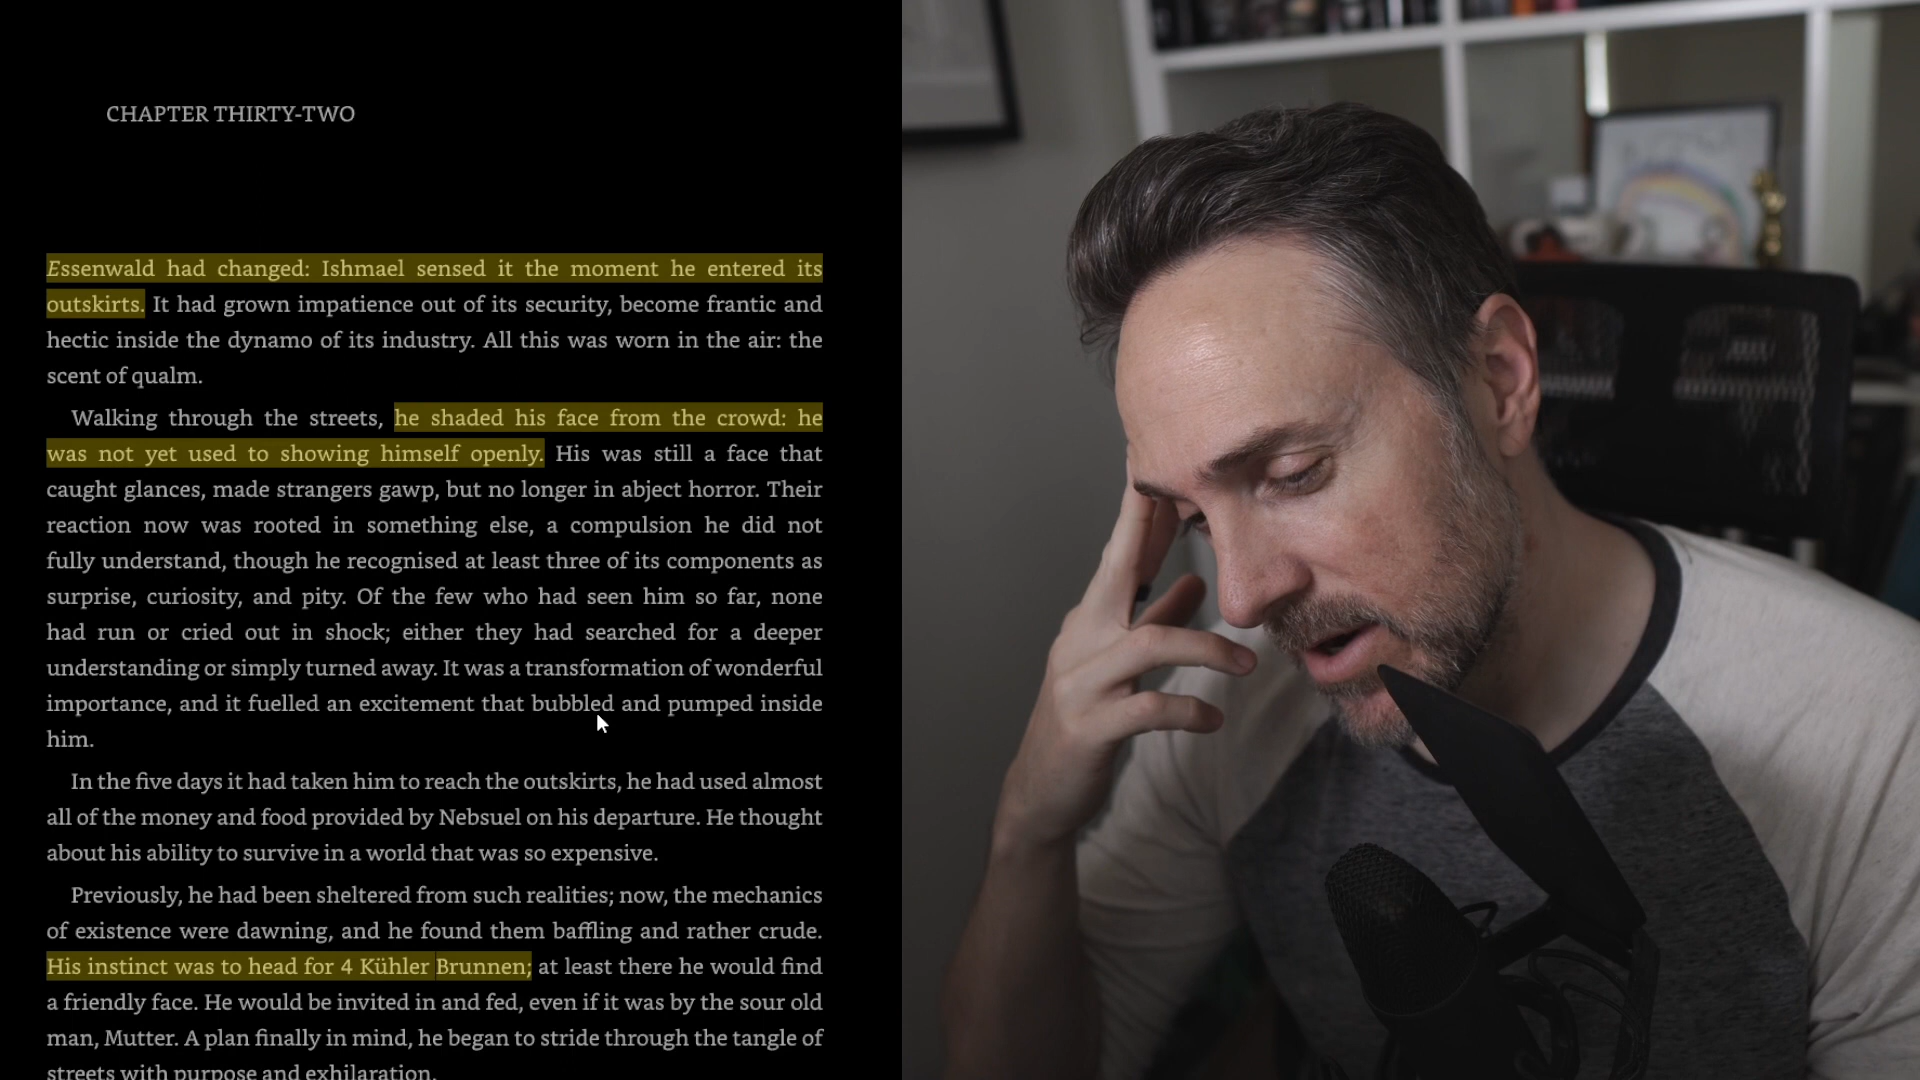 CHAPTER THIRTY-TWO
Essenwald had changed: Ishmael sensed it the moment he entered its
outskirts. It had grown impatience out of its security, become frantic and
hectic inside the dynamo of its industry. All this was worn in the air: the
scent of qualm.
Walking through the streets, he shaded his face from the crowd: he
was not yet used to showing himself openly. His was still a face that
caught glances, made strangers gawp, but no longer in abject horror. Their
reaction now was rooted in something else, a compulsion he did not
fully understand, though he recognised at least three of its components as
surprise, curiosity, and pity. Of the few who had seen him so far, none
had run or cried out in shock; either they had searched for a deeper
understanding or simply turned away. It was a transformation of wonderful
importance, and it fuelled an excitement that bubbled and pumped inside
him.
In the five days it had taken him to reach the outskirts, he had used almost
all of the money and food provided by Nebsuel on his departure. He thought
about his ability to survive in a world that was so expensive.
Previously, he had been sheltered from such realities; now, the mechanics
of existence were dawning, and he found them baffling and rather crude.
His instinct was to head for 4 Kühler Brunnen; at least there he would find
a friendly face. He would be invited in and fed, even if it was by the sour old
man, Mutter. A plan finally in mind, he began to stride through the tangle of
streets with purpose and exhilaration.